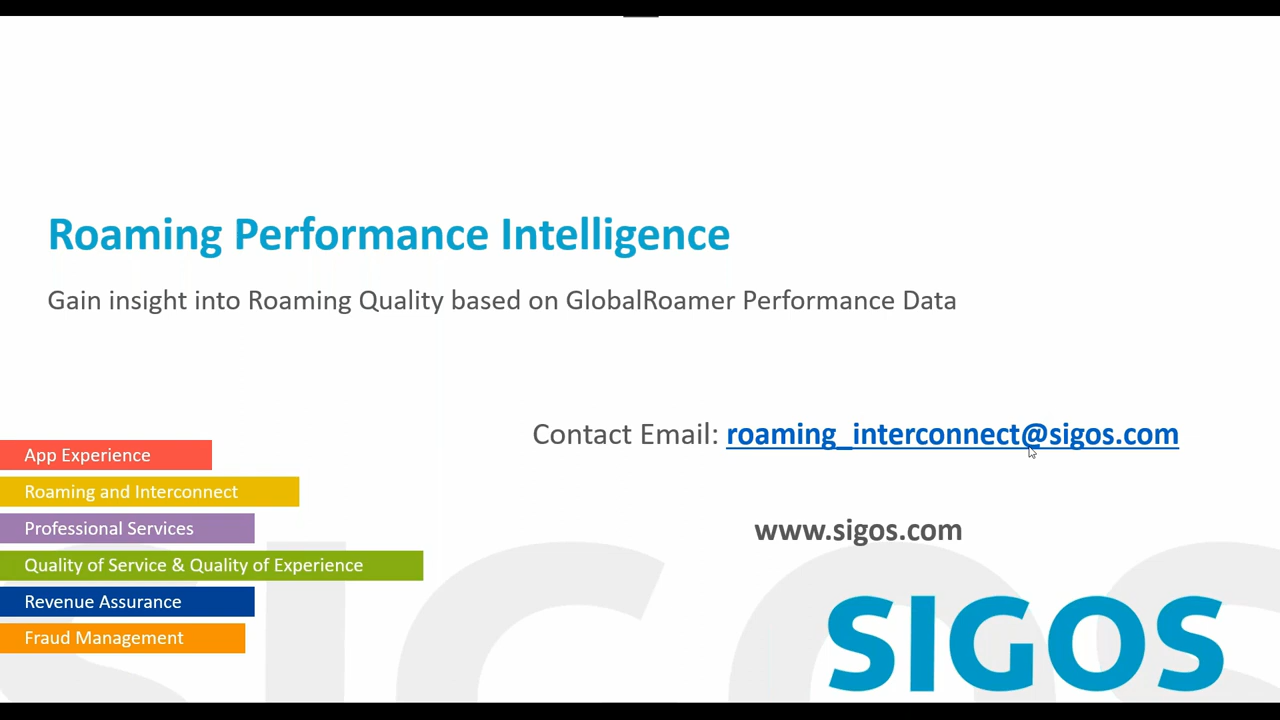 Roaming Performance Intelligence
Gain insight into Roaming Quality based on GlobalRoamer Performance Data
Contact Email: roaming_interconnect@sigos.com
www.sigos.com
App Experience
Roaming and Interconnect
Professional Services
Quality of Service & Quality of Experience
Revenue Assurance
Fraud Management
SIGOS
SIGOS